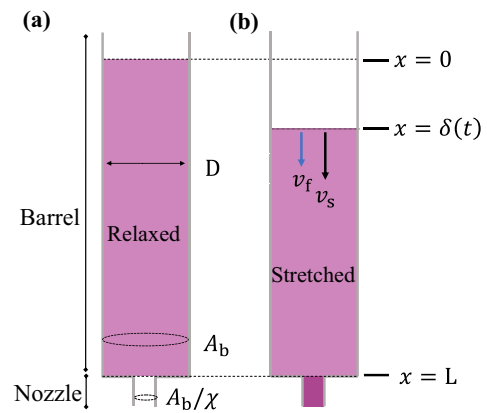 (a)
(b)
x = 0
x = δ(t)
D
v_f
v_s
Barrel
Relaxed
Stretched
A_b
x = L
Nozzle
A_b/χ